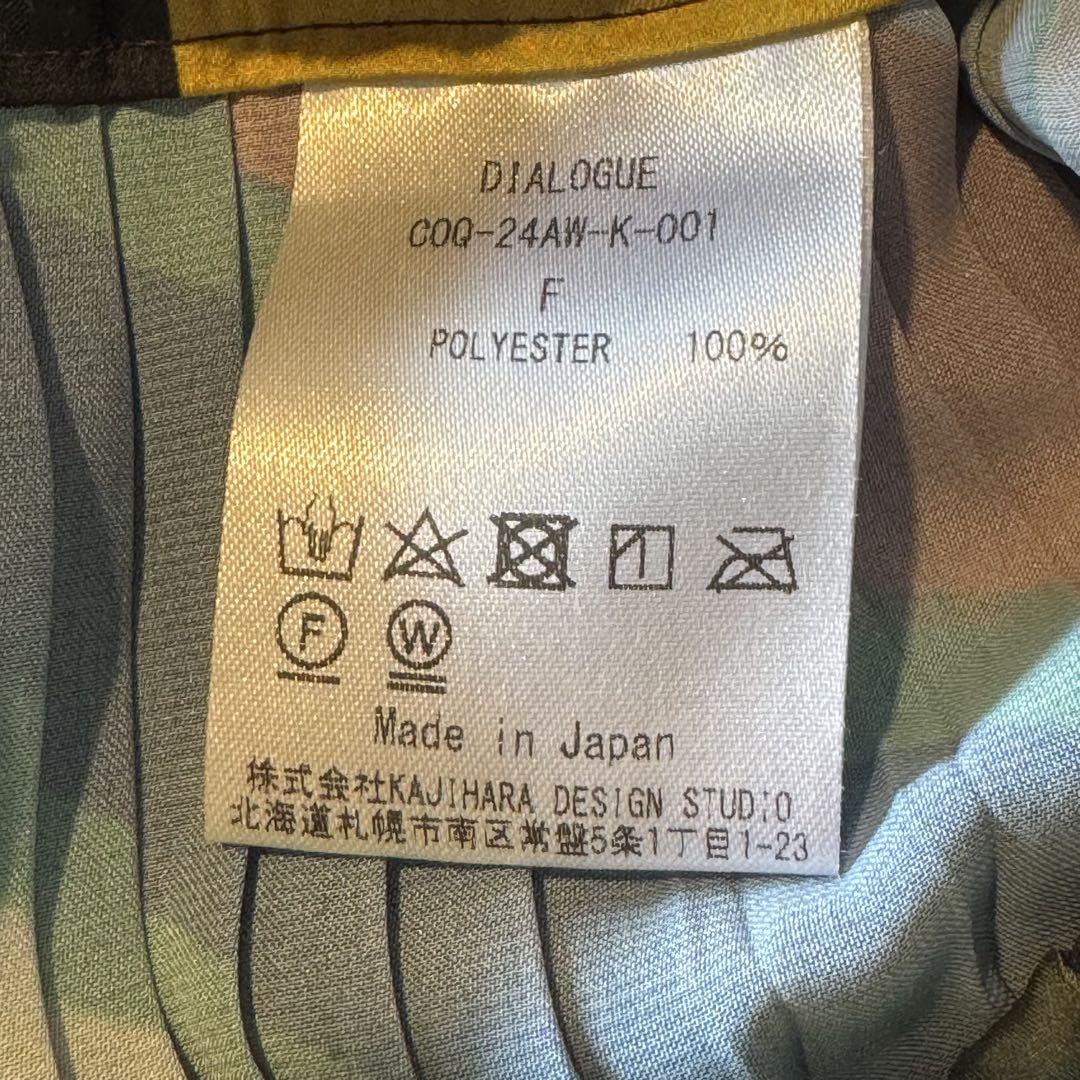 DIALOGUE
COQ-24AW-K-001
F
POLYESTER 100%
F W
Made in Japan
株式会社KAJIHARA DESIGN STUDIO
北海道札幌市南区常盤5条1丁目1-23